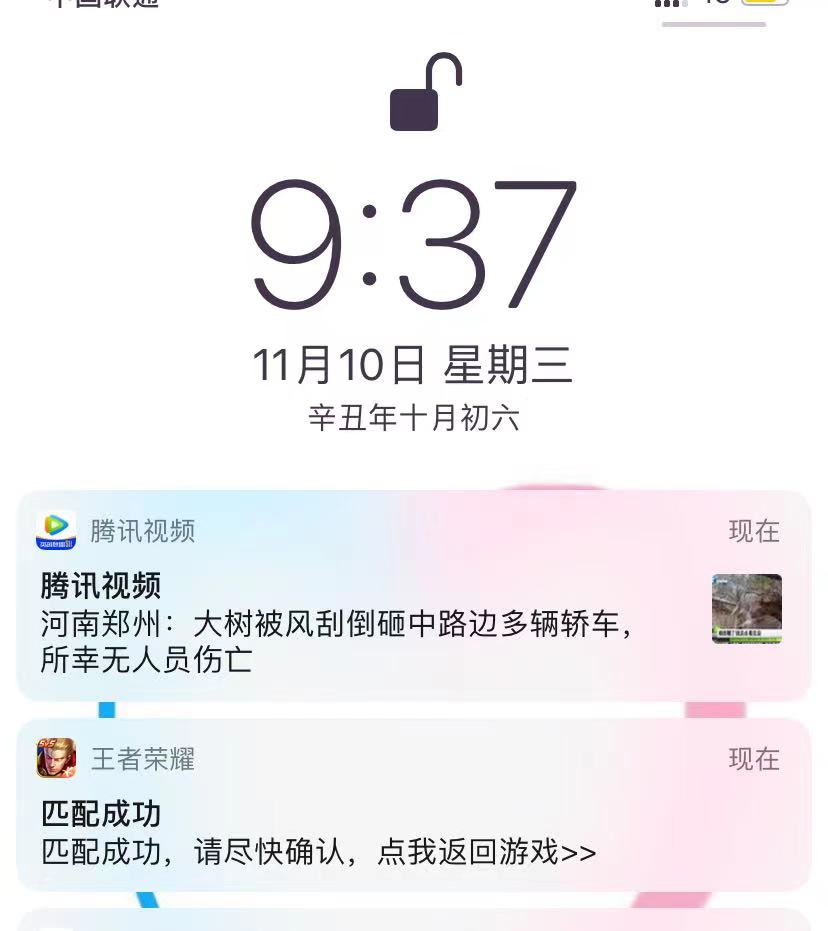 中国联通
9:37
11月10日 星期三
辛丑年十月初六
腾讯视频
现在
腾讯视频
河南郑州：大树被风刮倒砸中路边多辆轿车，
所幸无人员伤亡
王者荣耀
现在
匹配成功
匹配成功，请尽快确认，点我返回游戏>>